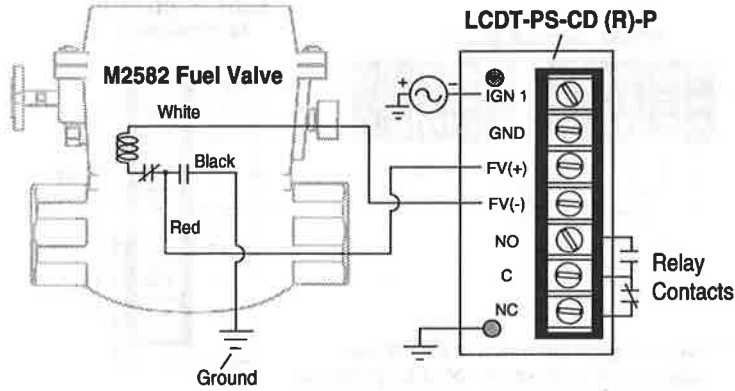 LCDT-PS-CD (R)-P
M2582 Fuel Valve
White
Black
Red
Ground
+
−
IGN 1
GND
FV(+)
FV(-)
NO
C
NC
Relay
Contacts